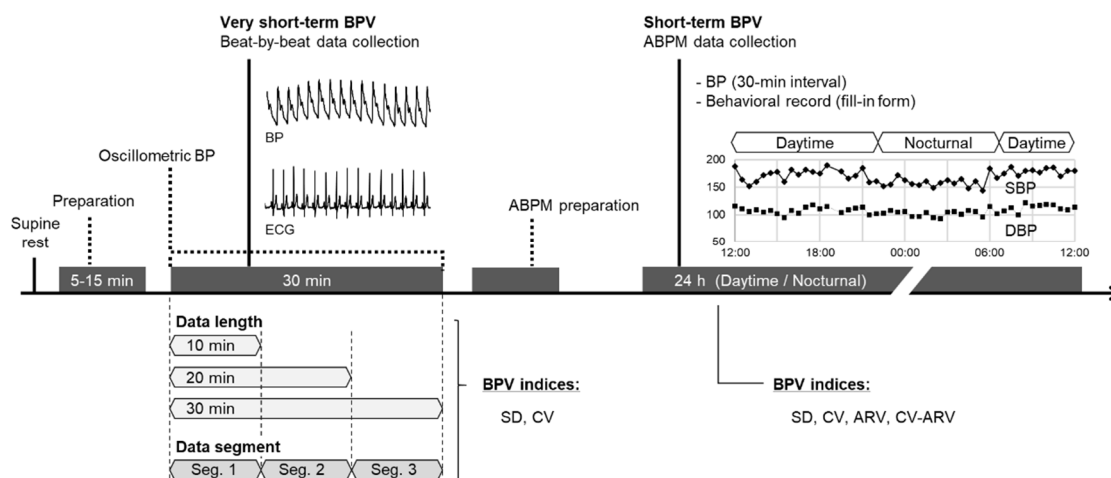 Very short-term BPV
Beat-by-beat data collection
BP
ECG
Oscillometric BP
Preparation
Supine
rest
ABPM preparation
Short-term BPV
ABPM data collection
- BP (30-min interval)
- Behavioral record (fill-in form)
Daytime Nocturnal Daytime
200
150
100
50
SBP
DBP
12:00 18:00 00:00 06:00 12:00
5-15 min 30 min 24 h (Daytime / Nocturnal)
Data length
10 min
20 min
30 min
Data segment
Seg. 1 Seg. 2 Seg. 3
BPV indices:
SD, CV
BPV indices:
SD, CV, ARV, CV-ARV